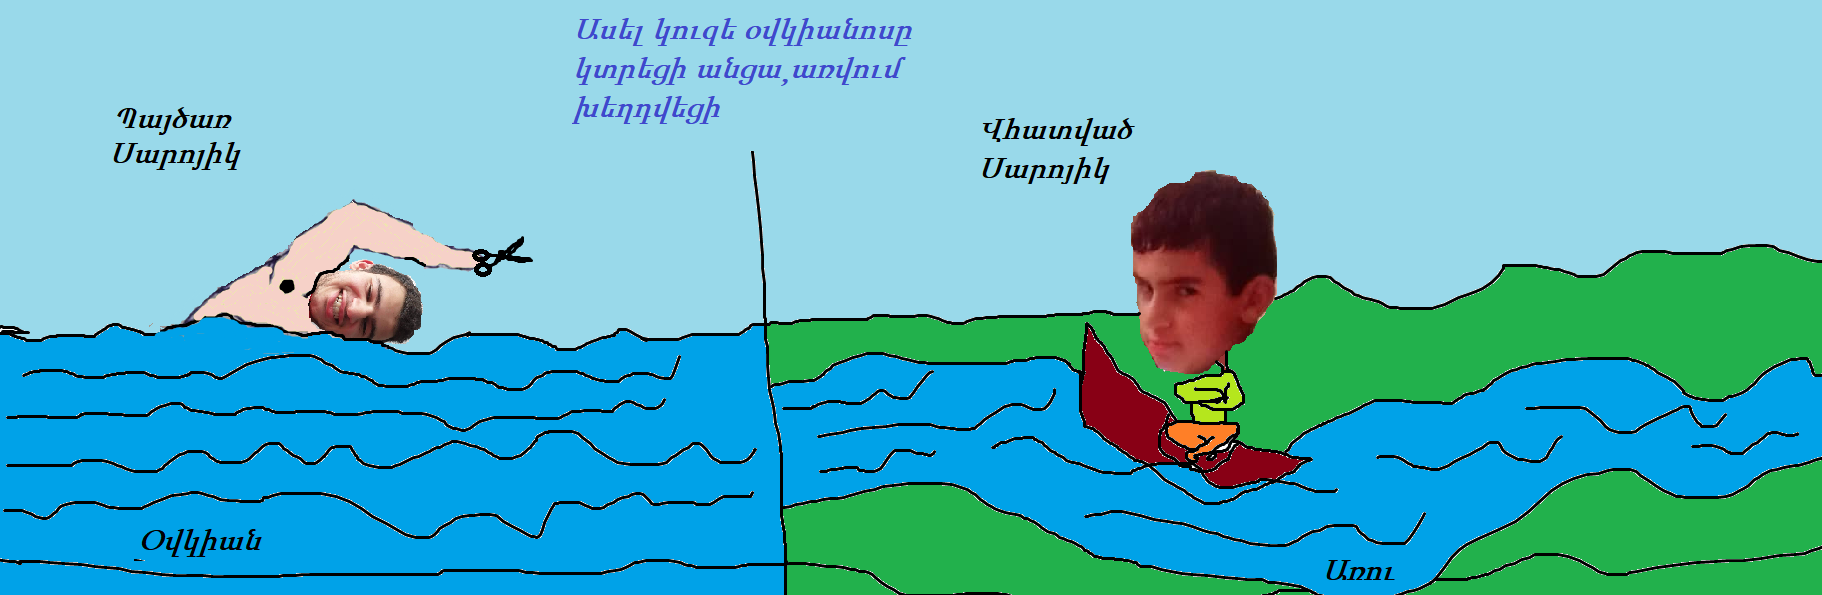 Ասել կուզե օվկիանոսը
կտրեցի անցա,առվում
խեղդվեցի
Պայծառ
Սարոյիկ
Վհատված
Սարոյիկ
Օվկիան
Առու